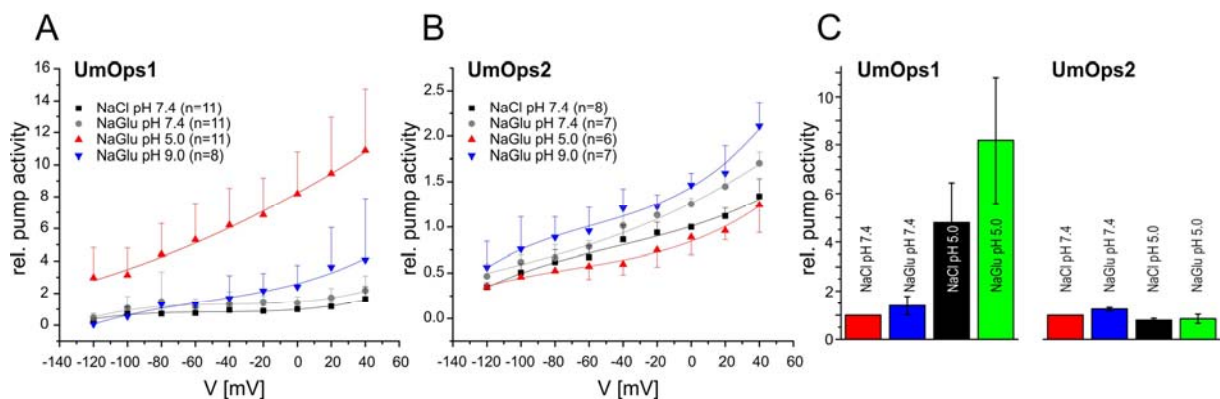 A
UmOps1
NaCl pH 7.4 (n=11)
NaGlu pH 7.4 (n=11)
NaGlu pH 5.0 (n=11)
NaGlu pH 9.0 (n=8)
rel. pump activity
16
14
12
10
8
6
4
2
0
-140 -120 -100 -80 -60 -40 -20 0 20 40 60
V [mV]
B
UmOps2
NaCl pH 7.4 (n=8)
NaGlu pH 7.4 (n=7)
NaGlu pH 5.0 (n=6)
NaGlu pH 9.0 (n=7)
rel. pump activity
2.5
2.0
1.5
1.0
0.5
0.0
-140 -120 -100 -80 -60 -40 -20 0 20 40 60
V [mV]
C
UmOps1
UmOps2
rel. pump activity
10
8
6
4
2
0
NaCl pH 7.4
NaGlu pH 7.4
NaCl pH 5.0
NaGlu pH 5.0
NaCl pH 7.4
NaGlu pH 7.4
NaCl pH 5.0
NaGlu pH 5.0